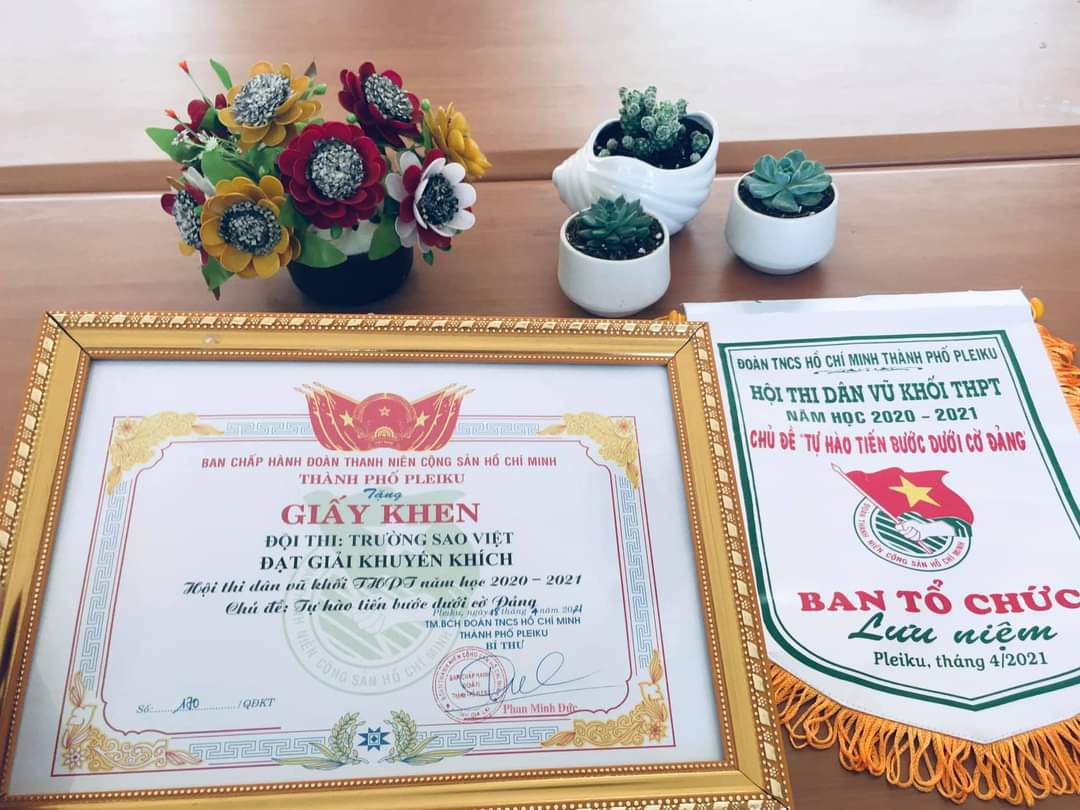 BAN CHẤP HÀNH ĐOÀN THANH NIÊN CỘNG SẢN HỒ CHÍ MINH
THÀNH PHỐ PLEIKU
Tặng
GIẤY KHEN
ĐỘI THI: TRƯỜNG SAO VIỆT
ĐẠT GIẢI KHUYẾN KHÍCH
Hội thi dân vũ khối THPT năm học 2020 – 2021
Chủ đề: Tự hào tiến bước dưới cờ Đảng
Pleiku, ngày 18 tháng 4 năm 2021
TM.BCH ĐOÀN TNCS HỒ CHÍ MINH
THÀNH PHỐ PLEIKU
BÍ THƯ
Phan Minh Đức
Số:......170........../QĐKT
ĐOÀN TNCS HỒ CHÍ MINH THÀNH PHỐ PLEIKU
HỘI THI DÂN VŨ KHỐI THPT
NĂM HỌC 2020 - 2021
CHỦ ĐỀ "TỰ HÀO TIẾN BƯỚC DƯỚI CỜ ĐẢNG"
ĐOÀN THANH NIÊN CỘNG SẢN HỒ CHÍ MINH
BAN TỔ CHỨC
Lưu niệm
Pleiku, tháng 4/2021